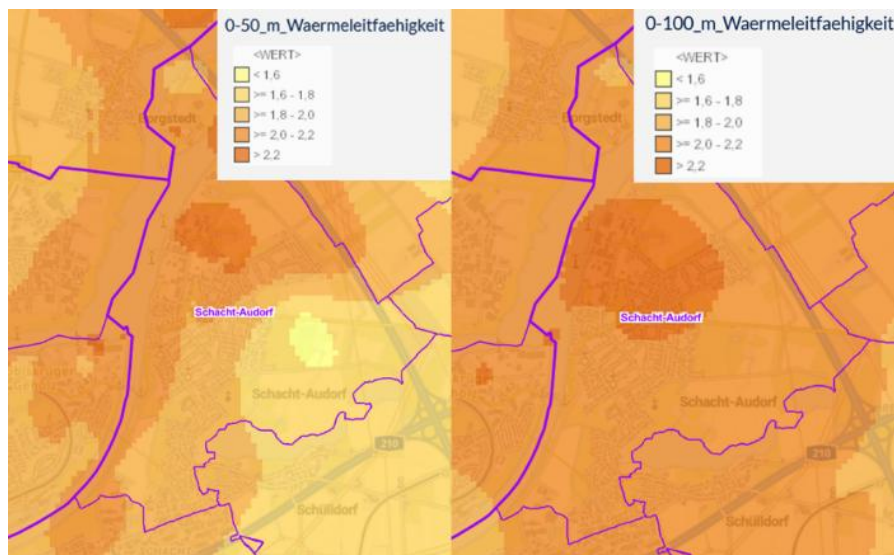 0-50_m_Waermeleitfaehigkeit
<WERT>
< 1,6
>= 1,6 - 1,8
>= 1,8 - 2,0
>= 2,0 - 2,2
> 2,2
Borgstedt
Schacht-Audorf
Schacht-Audorf
210
Schülldorf
0-100_m_Waermeleitfaehigkeit
<WERT>
< 1,6
>= 1,6 - 1,8
>= 1,8 - 2,0
>= 2,0 - 2,2
> 2,2
Borgstedt
Schacht-Audorf
Schacht-Audorf
210
Schülldorf